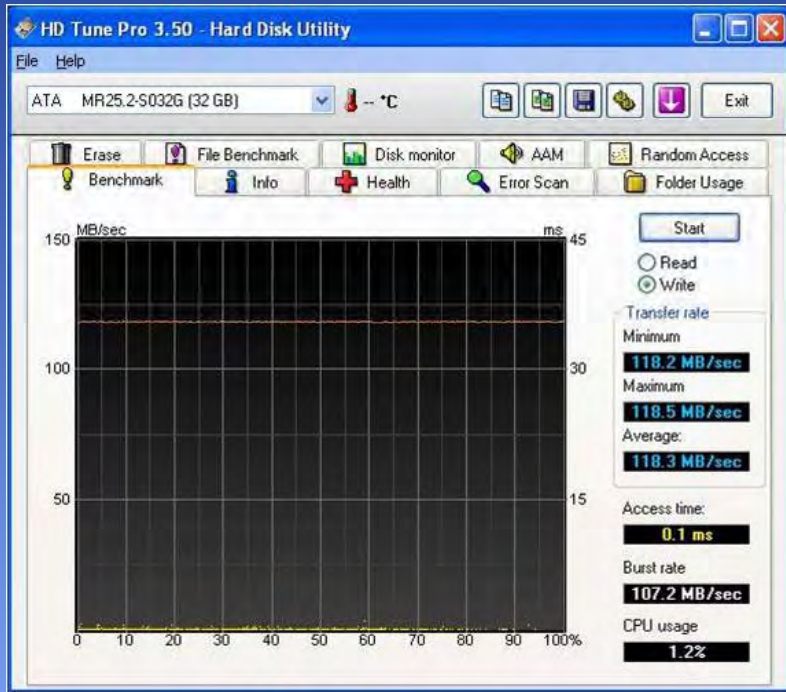 HD Tune Pro 3.50 - Hard Disk Utility
File Help
ATA MR25.2-S032G (32 GB) -- °C Exit
Erase File Benchmark Disk monitor AAM Random Access
Benchmark Info Health Error Scan Folder Usage
MB/sec ms
150 45
100 30
50 15
0 10 20 30 40 50 60 70 80 90 100%
Start
Read
Write
Transfer rate
Minimum
118.2 MB/sec
Maximum
118.5 MB/sec
Average:
118.3 MB/sec
Access time:
0.1 ms
Burst rate
107.2 MB/sec
CPU usage
1.2%